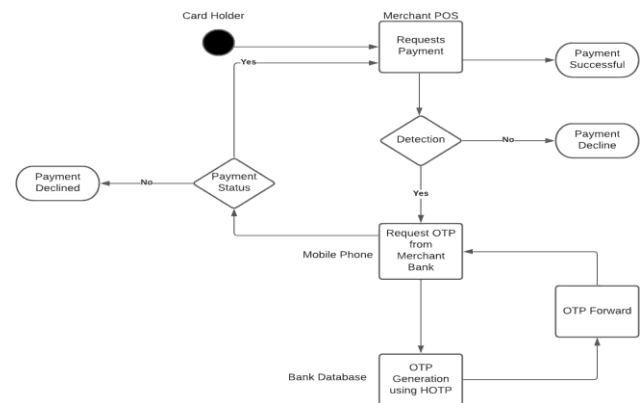 Card Holder
Merchant POS
Requests
Payment
Payment
Successful
Yes
Detection
No
Payment
Decline
Payment
Declined
No
Payment
Status
Yes
Request OTP
from
Merchant
Bank
Mobile Phone
OTP Forward
Bank Database
OTP
Generation
using HOTP